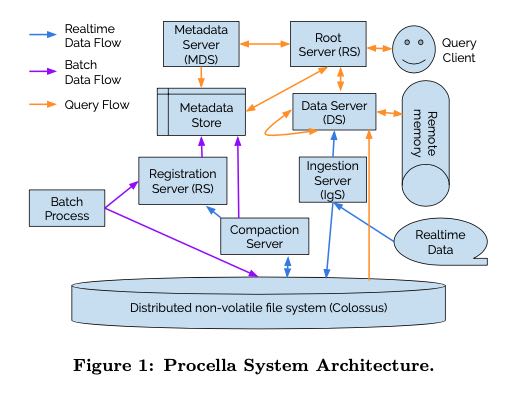 Realtime
Data Flow
Batch
Data Flow
Query Flow
Metadata
Server
(MDS)
Root
Server (RS)
Query
Client
Metadata
Store
Data Server
(DS)
Remote
memory
Registration
Server (RS)
Ingestion
Server
(IgS)
Batch
Process
Compaction
Server
Realtime
Data
Distributed non-volatile file system (Colossus)
Figure 1: Procella System Architecture.